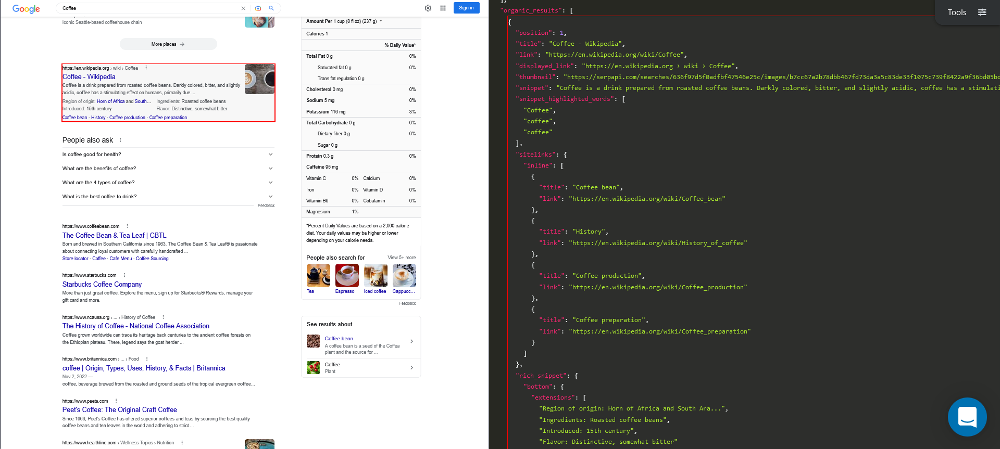 Google
Coffee
Sign in
Iconic Seattle-based coffeehouse chain
More places
https://en.wikipedia.org › wiki › Coffee
Coffee - Wikipedia
Coffee is a drink prepared from roasted coffee beans. Darkly colored, bitter, and slightly
acidic, coffee has a stimulating effect on humans, primarily due ...
Region of origin: Horn of Africa and South... Ingredients: Roasted coffee beans
Introduced: 15th century Flavor: Distinctive, somewhat bitter
Coffee bean · History · Coffee production · Coffee preparation
People also ask
Is coffee good for health?
What are the benefits of coffee?
What are the 4 types of coffee?
What is the best coffee to drink?
Feedback
https://www.coffeebean.com
The Coffee Bean & Tea Leaf | CBTL
Born and brewed in Southern California since 1963, The Coffee Bean & Tea Leaf® is passionate
about connecting loyal customers with carefully handcrafted ...
Store locator · Coffee · Cafe Menu · Coffee Sourcing
https://www.starbucks.com
Starbucks Coffee Company
More than just great coffee. Explore the menu, sign up for Starbucks® Rewards, manage your
gift card and more.
https://www.ncausa.org › ... › History of Coffee
The History of Coffee - National Coffee Association
Coffee grown worldwide can trace its heritage back centuries to the ancient coffee forests on
the Ethiopian plateau. There, legend says the goat herder ...
https://www.britannica.com › ... › Food
coffee | Origin, Types, Uses, History, & Facts | Britannica
Nov 2, 2022 —
coffee, beverage brewed from the roasted and ground seeds of the tropical evergreen coffee...
https://www.peets.com
Peet's Coffee: The Original Craft Coffee
Since 1966, Peet's Coffee has offered superior coffees and teas by sourcing the best quality
coffee beans and tea leaves in the world and adhering to strict ...
https://www.healthline.com › Wellness Topics › Nutrition
Amount Per 1 cup (8 fl oz) (237 g)
Calories 1
% Daily Value*
Total Fat 0 g 0%
Saturated fat 0 g 0%
Trans fat regulation 0 g
Cholesterol 0 mg 0%
Sodium 5 mg 0%
Potassium 116 mg 3%
Total Carbohydrate 0 g 0%
Dietary fiber 0 g 0%
Sugar 0 g
Protein 0.3 g 0%
Caffeine 95 mg
Vitamin C 0% Calcium 0%
Iron 0% Vitamin D 0%
Vitamin B6 0% Cobalamin 0%
Magnesium 1%
*Percent Daily Values are based on a 2,000 calorie
diet. Your daily values may be higher or lower
depending on your calorie needs.
People also search for View 5+ more
Tea Espresso Iced coffee Cappucc...
Feedback
See results about
Coffee bean
A coffee bean is a seed of the Coffea
plant and the source for ...
Coffee
Plant
Tools
],
"organic_results": [
{
"position": 1,
"title": "Coffee - Wikipedia",
"link": "https://en.wikipedia.org/wiki/Coffee",
"displayed_link": "https://en.wikipedia.org › wiki › Coffee",
"thumbnail": "https://serpapi.com/searches/636f97d5f0adfbf47546e25c/images/b7cc67a2b78dbb467fd73da3a5c83de33f1075c739f8422a9f36bd05bd
"snippet": "Coffee is a drink prepared from roasted coffee beans. Darkly colored, bitter, and slightly acidic, coffee has a stimulati
"snippet_highlighted_words": [
"Coffee",
"coffee",
"coffee"
],
"sitelinks": {
"inline": [
{
"title": "Coffee bean",
"link": "https://en.wikipedia.org/wiki/Coffee_bean"
},
{
"title": "History",
"link": "https://en.wikipedia.org/wiki/History_of_coffee"
},
{
"title": "Coffee production",
"link": "https://en.wikipedia.org/wiki/Coffee_production"
},
{
"title": "Coffee preparation",
"link": "https://en.wikipedia.org/wiki/Coffee_preparation"
}
]
},
"rich_snippet": {
"bottom": {
"extensions": [
"Region of origin: Horn of Africa and South Ara...",
"Ingredients: Roasted coffee beans",
"Introduced: 15th century",
"Flavor: Distinctive, somewhat bitter"